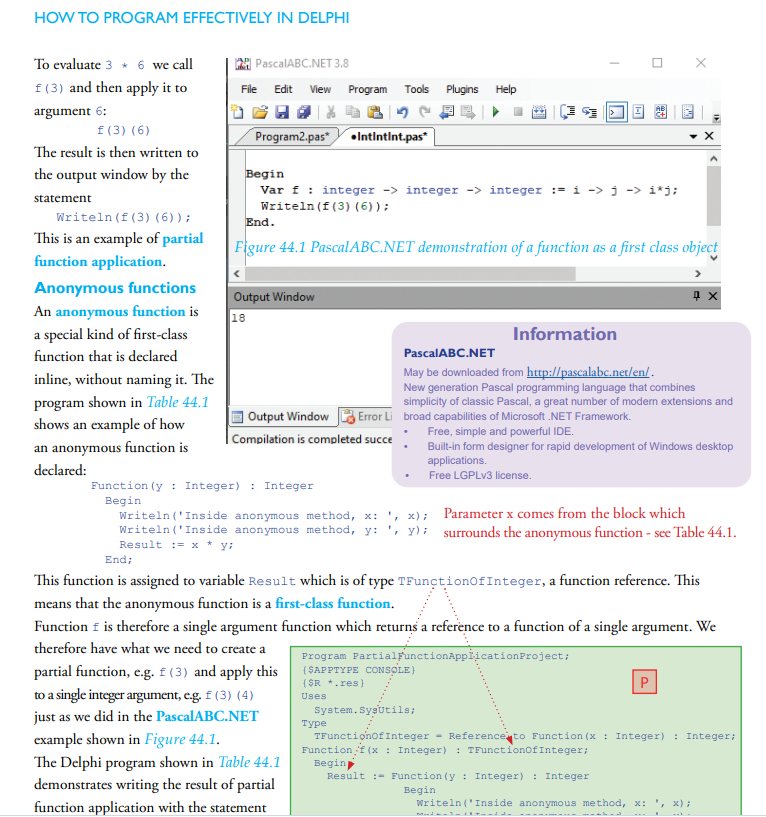 HOW TO PROGRAM EFFECTIVELY IN DELPHI
To evaluate 3 * 6 we call
f(3) and then apply it to
argument 6:
f(3)(6)
The result is then written to
the output window by the
statement
Writeln(f(3)(6));
This is an example of partial
function application.
Anonymous functions
An anonymous function is
a special kind of first-class
function that is declared
inline, without naming it. The
program shown in Table 44.1
shows an example of how
an anonymous function is
declared:
PascalABC.NET 3.8
File Edit View Program Tools Plugins Help
Program2.pas* •IntIntInt.pas*
Begin
Var f : integer -> integer -> integer := i -> j -> i*j;
Writeln(f(3)(6));
End.
Figure 44.1 PascalABC.NET demonstration of a function as a first class object
Output Window
18
Output Window Error Li
Compilation is completed succe
Information
PascalABC.NET
May be downloaded from http://pascalabc.net/en/.
New generation Pascal programming language that combines
simplicity of classic Pascal, a great number of modern extensions and
broad capabilities of Microsoft .NET Framework.
• Free, simple and powerful IDE.
• Built-in form designer for rapid development of Windows desktop
applications.
• Free LGPLv3 license.
Function(y : Integer) : Integer
Begin
Writeln('Inside anonymous method, x: ', x);
Writeln('Inside anonymous method, y: ', y);
Result := x * y;
End;
Parameter x comes from the block which
surrounds the anonymous function - see Table 44.1.
This function is assigned to variable Result which is of type TFunctionOfInteger, a function reference. This
means that the anonymous function is a first-class function.
Function f is therefore a single argument function which returns a reference to a function of a single argument. We
therefore have what we need to create a
partial function, e.g. f(3) and apply this
to a single integer argument, e.g. f(3)(4)
just as we did in the PascalABC.NET
example shown in Figure 44.1.
The Delphi program shown in Table 44.1
demonstrates writing the result of partial
function application with the statement
Program PartialFunctionApplicationProject;
{$APPTYPE CONSOLE}
{$R *.res}
Uses
System.SysUtils;
Type
TFunctionOfInteger = Reference to Function(x : Integer) : Integer;
Function f(x : Integer) : TFunctionOfInteger;
Begin
Result := Function(y : Integer) : Integer
Begin
Writeln('Inside anonymous method, x: ', x);
P